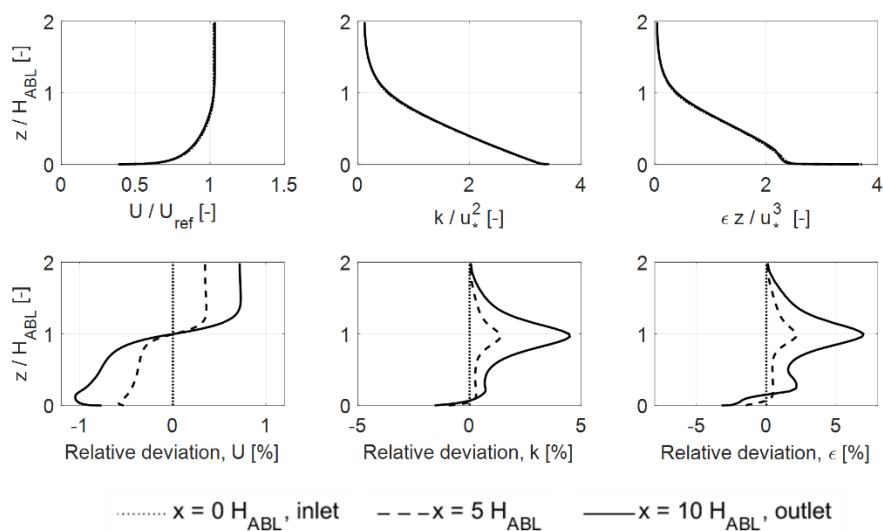 2
1
0
z / H_ABL [-]
0 0.5 1 1.5
U / U_ref [-]
2
1
0
0 2 4
k / u_*^2 [-]
2
1
0
0 2 4
ϵ z / u_*^3 [-]
2
1
0
z / H_ABL [-]
-1 0 1
Relative deviation, U [%]
2
1
0
-5 0 5
Relative deviation, k [%]
2
1
0
-5 0 5
Relative deviation, ϵ [%]
x = 0 H_ABL, inlet x = 5 H_ABL x = 10 H_ABL, outlet